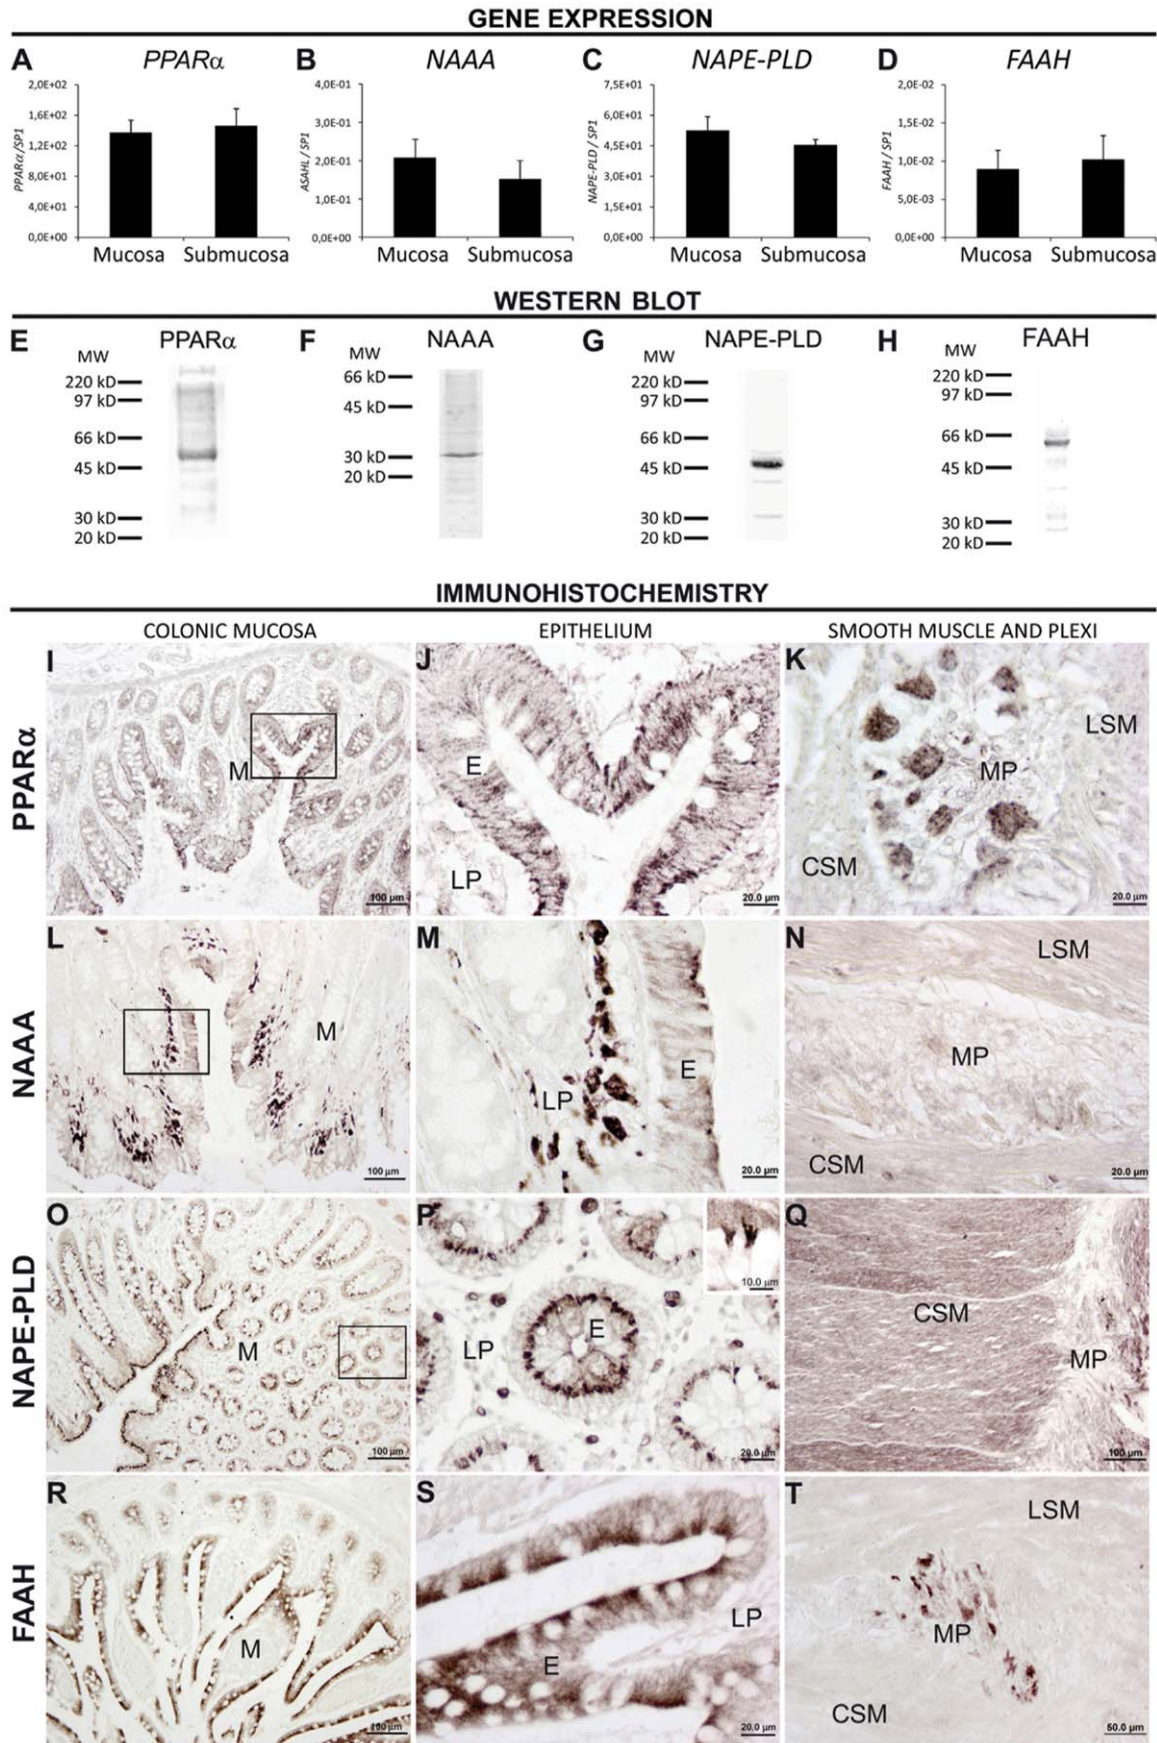 GENE EXPRESSION
A PPARα
2,0E+02
1,6E+02
1,2E+02
8,0E+01
4,0E+01
0,0E+00
PPARα/SP1
Mucosa Submucosa
B NAAA
4,0E-01
3,0E-01
2,0E-01
1,0E-01
0,0E+00
ASAHL / SP1
Mucosa Submucosa
C NAPE-PLD
7,5E+01
6,0E+01
4,5E+01
3,0E+01
1,5E+01
0,0E+00
NAPE-PLD / SP1
Mucosa Submucosa
D FAAH
2,0E-02
1,5E-02
1,0E-02
5,0E-03
0,0E+00
FAAH / SP1
Mucosa Submucosa
WESTERN BLOT
E PPARα
MW
220 kD
97 kD
66 kD
45 kD
30 kD
20 kD
F NAAA
MW
66 kD
45 kD
30 kD
20 kD
G NAPE-PLD
MW
220 kD
97 kD
66 kD
45 kD
30 kD
20 kD
H FAAH
MW
220 kD
97 kD
66 kD
45 kD
30 kD
20 kD
IMMUNOHISTOCHEMISTRY
COLONIC MUCOSA EPITHELIUM SMOOTH MUSCLE AND PLEXI
PPARα
I
M
100 µm
J
E
LP
20.0 µm
K
LSM
MP
CSM
20.0 µm
NAAA
L
M
100 µm
M
E
LP
20.0 µm
N
LSM
MP
CSM
20.0 µm
NAPE-PLD
O
M
100 µm
P
10.0 µm
E
LP
20.0 µm
Q
CSM
MP
100 µm
FAAH
R
M
100 µm
S
LP
E
20.0 µm
T
LSM
MP
CSM
50.0 µm